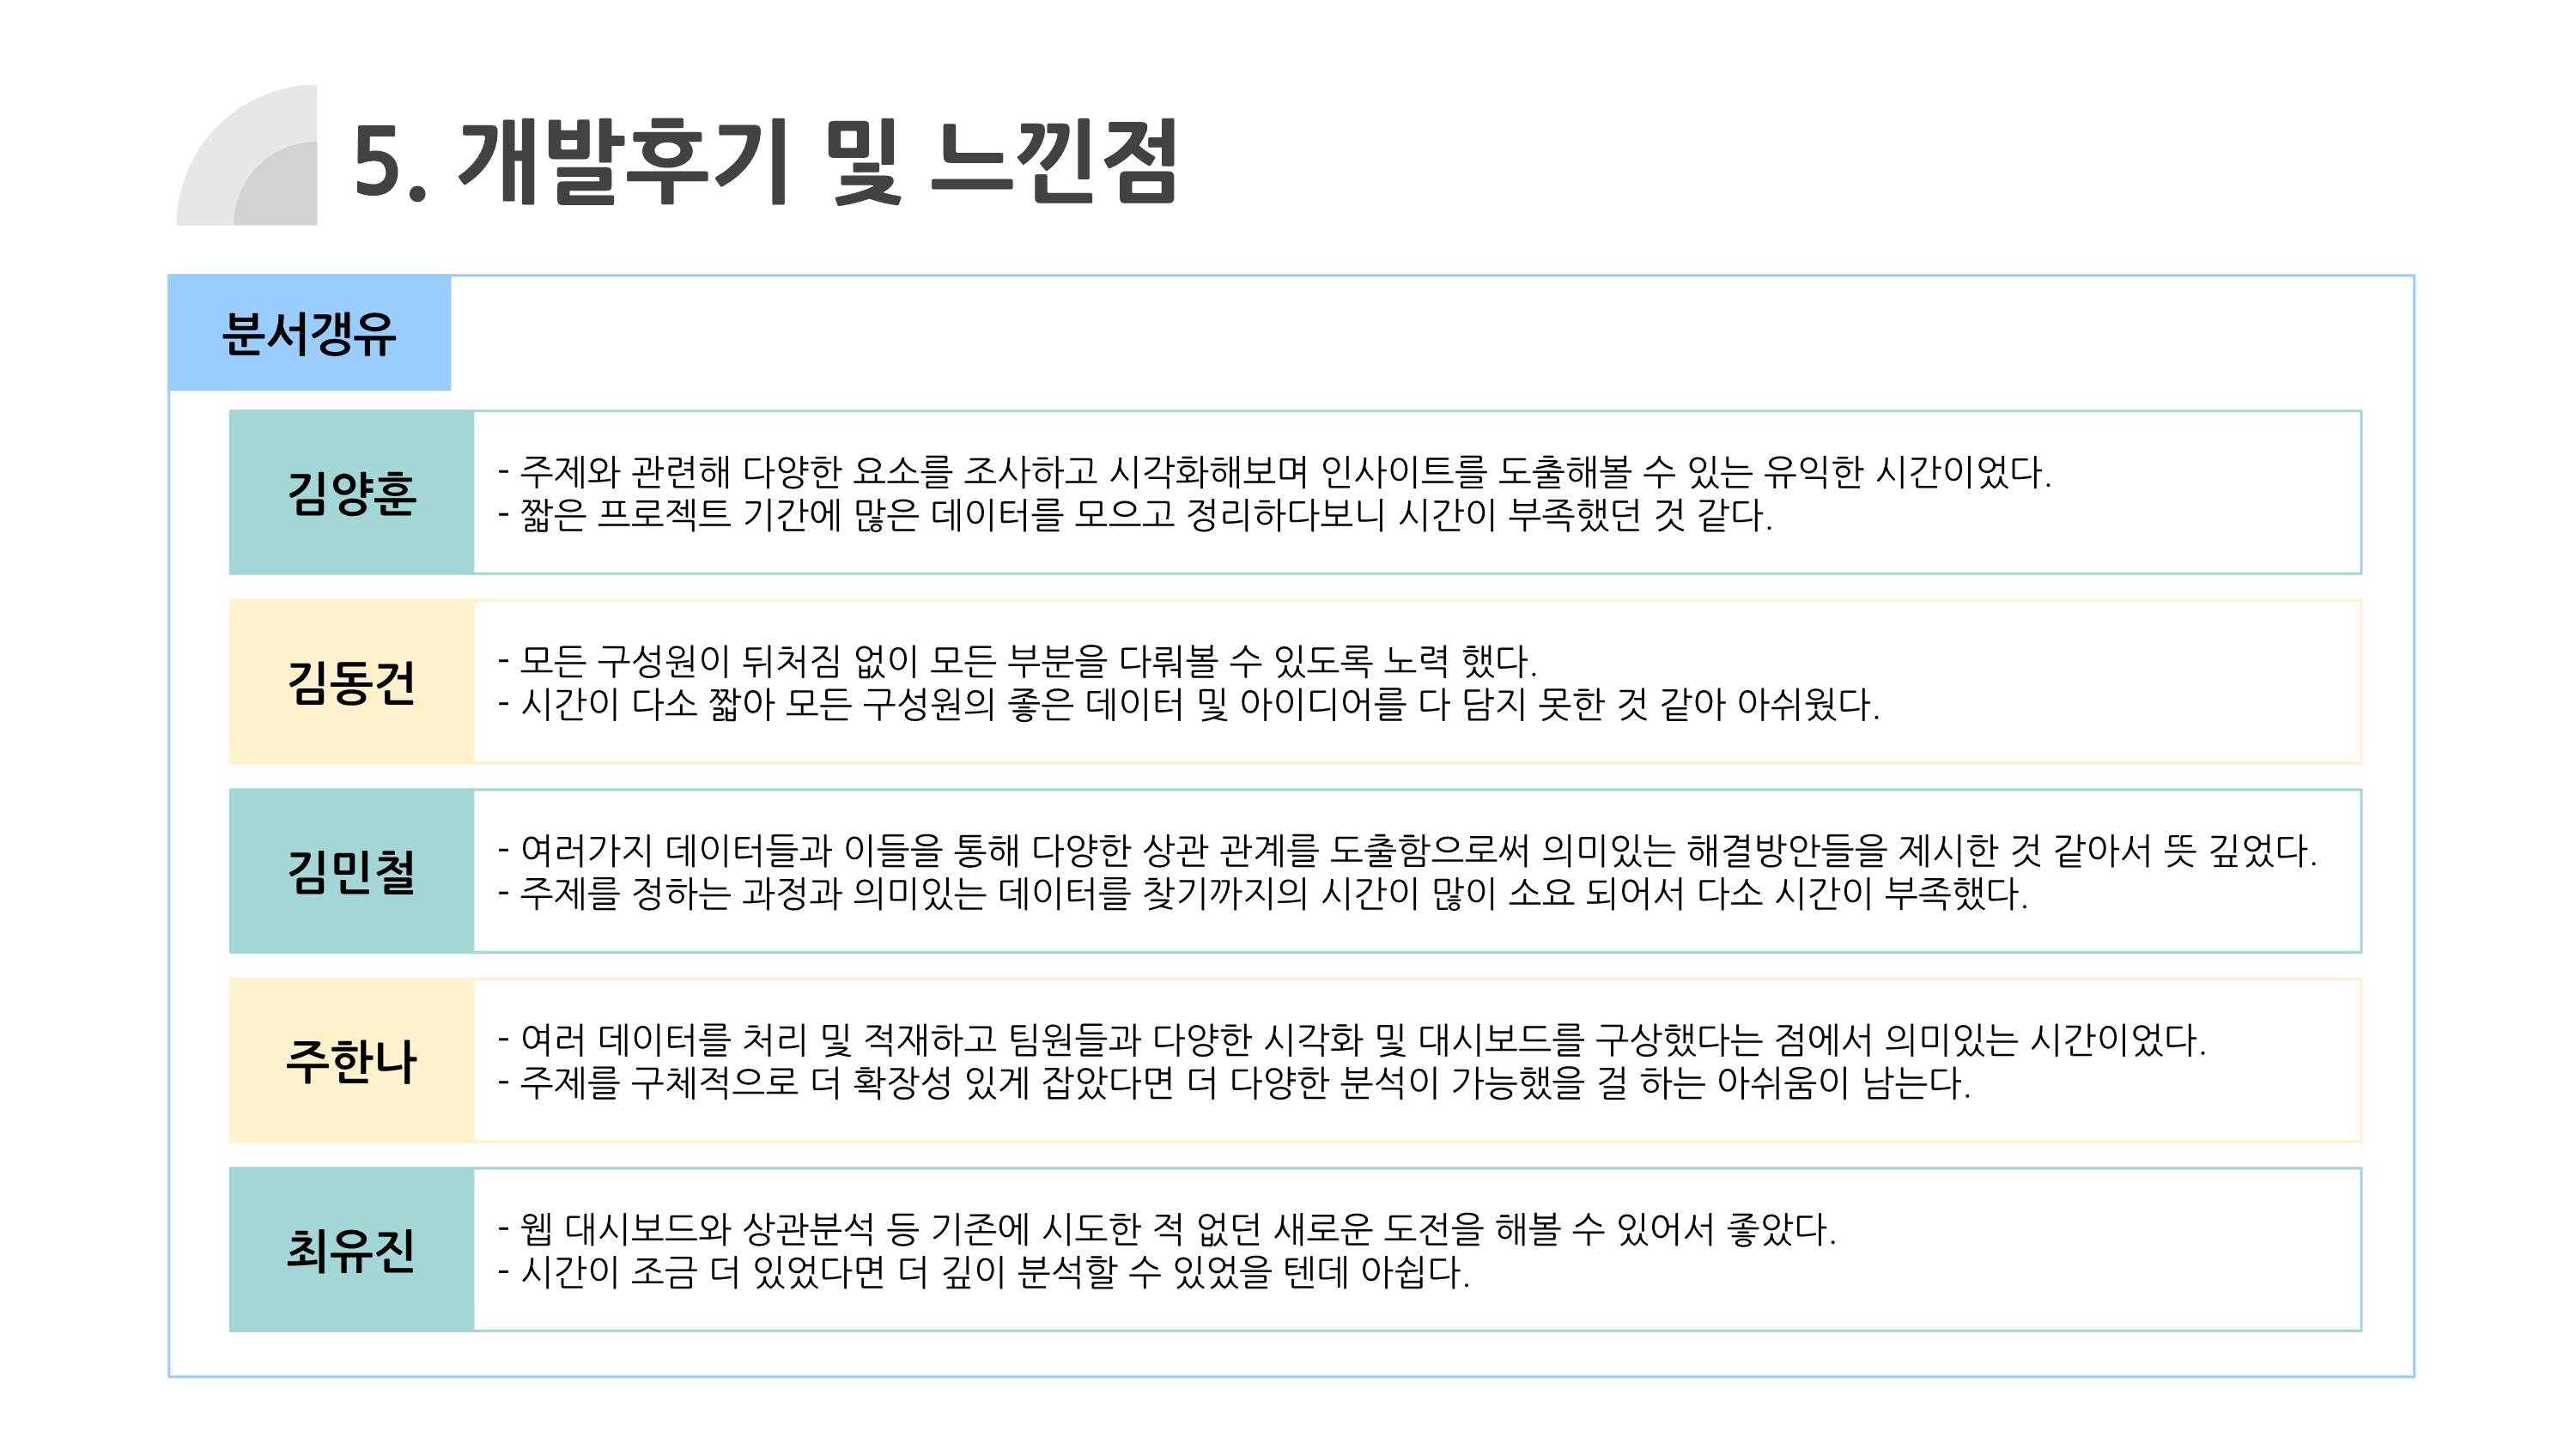 5. 개발후기 및 느낀점
분서갱유
김양훈
- 주제와 관련해 다양한 요소를 조사하고 시각화해보며 인사이트를 도출해볼 수 있는 유익한 시간이었다.
- 짧은 프로젝트 기간에 많은 데이터를 모으고 정리하다보니 시간이 부족했던 것 같다.
김동건
- 모든 구성원이 뒤처짐 없이 모든 부분을 다뤄볼 수 있도록 노력 했다.
- 시간이 다소 짧아 모든 구성원의 좋은 데이터 및 아이디어를 다 담지 못한 것 같아 아쉬웠다.
김민철
- 여러가지 데이터들과 이들을 통해 다양한 상관 관계를 도출함으로써 의미있는 해결방안들을 제시한 것 같아서 뜻 깊었다.
- 주제를 정하는 과정과 의미있는 데이터를 찾기까지의 시간이 많이 소요 되어서 다소 시간이 부족했다.
주한나
- 여러 데이터를 처리 및 적재하고 팀원들과 다양한 시각화 및 대시보드를 구상했다는 점에서 의미있는 시간이었다.
- 주제를 구체적으로 더 확장성 있게 잡았다면 더 다양한 분석이 가능했을 걸 하는 아쉬움이 남는다.
최유진
- 웹 대시보드와 상관분석 등 기존에 시도한 적 없던 새로운 도전을 해볼 수 있어서 좋았다.
- 시간이 조금 더 있었다면 더 깊이 분석할 수 있었을 텐데 아쉽다.